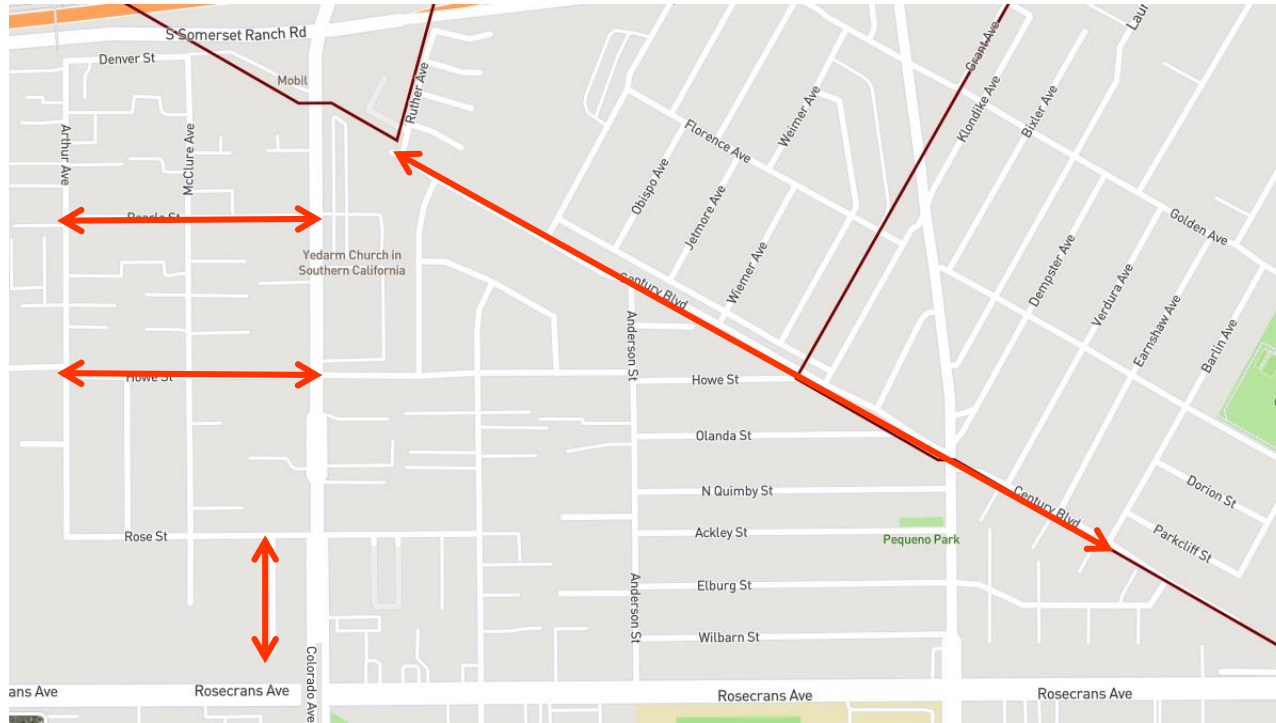 S Somerset Ranch Rd
Denver St
Mobil
Ruther Ave
Grant Ave
Klondike Ave
Bixler Ave
Arthur Ave
McClure Ave
Florence Ave
Weimer Ave
Obispo Ave
Jetmore Ave
Wiemer Ave
Golden Ave
Yedarm Church in
Southern California
Century Blvd
Dempster Ave
Verdura Ave
Earnshaw Ave
Barlin Ave
Anderson St
Howe St
Howe St
Olanda St
N Quimby St
Century Blvd
Dorion St
Parkcliff St
Rose St
Ackley St
Pequeno Park
Elburg St
Anderson St
Wilbarn St
Colorado Ave
ans Ave
Rosecrans Ave
Rosecrans Ave
Rosecrans Ave